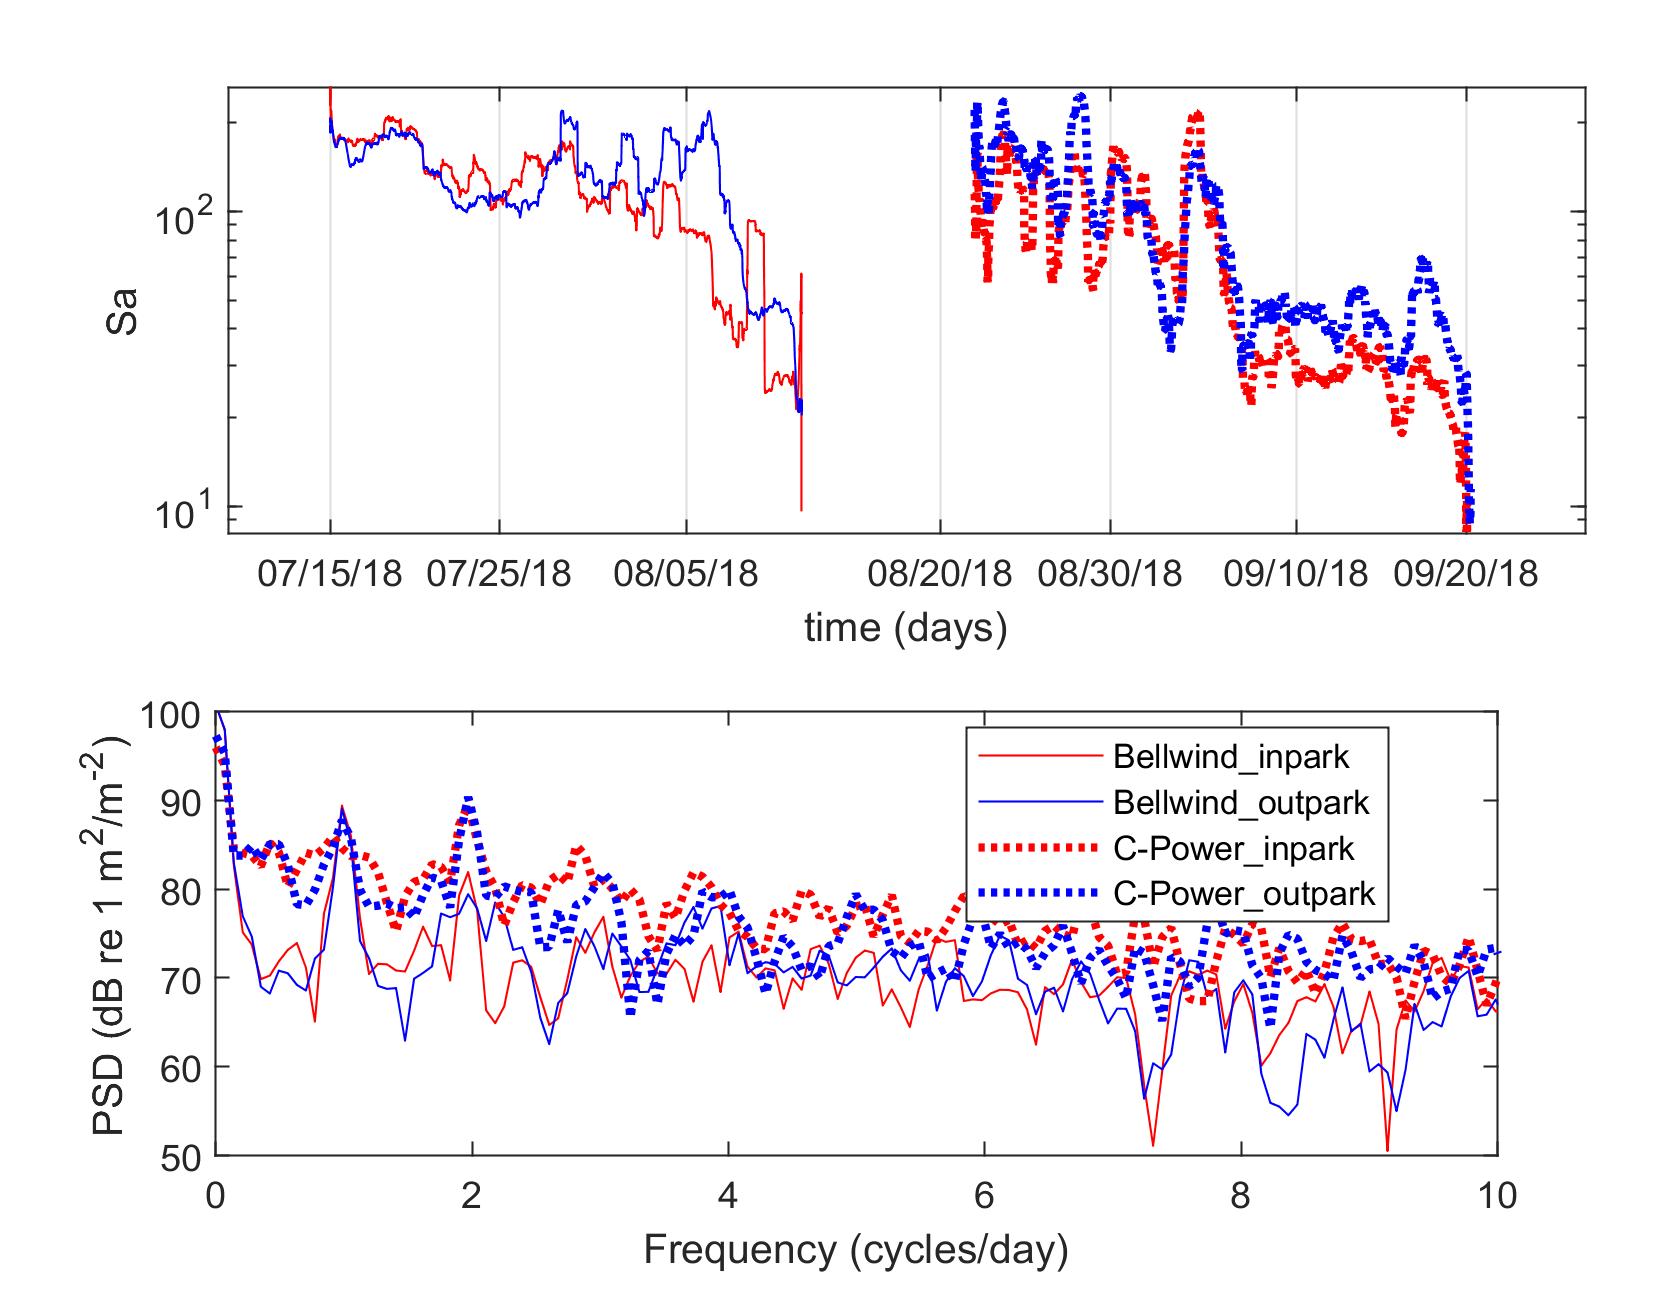 Sa
10^2
10^1
07/15/18 07/25/18 08/05/18 08/20/18 08/30/18 09/10/18 09/20/18
time (days)
PSD (dB re 1 m^2/m^-2)
100
90
80
70
60
50
Bellwind_inpark
Bellwind_outpark
C-Power_inpark
C-Power_outpark
0 2 4 6 8 10
Frequency (cycles/day)